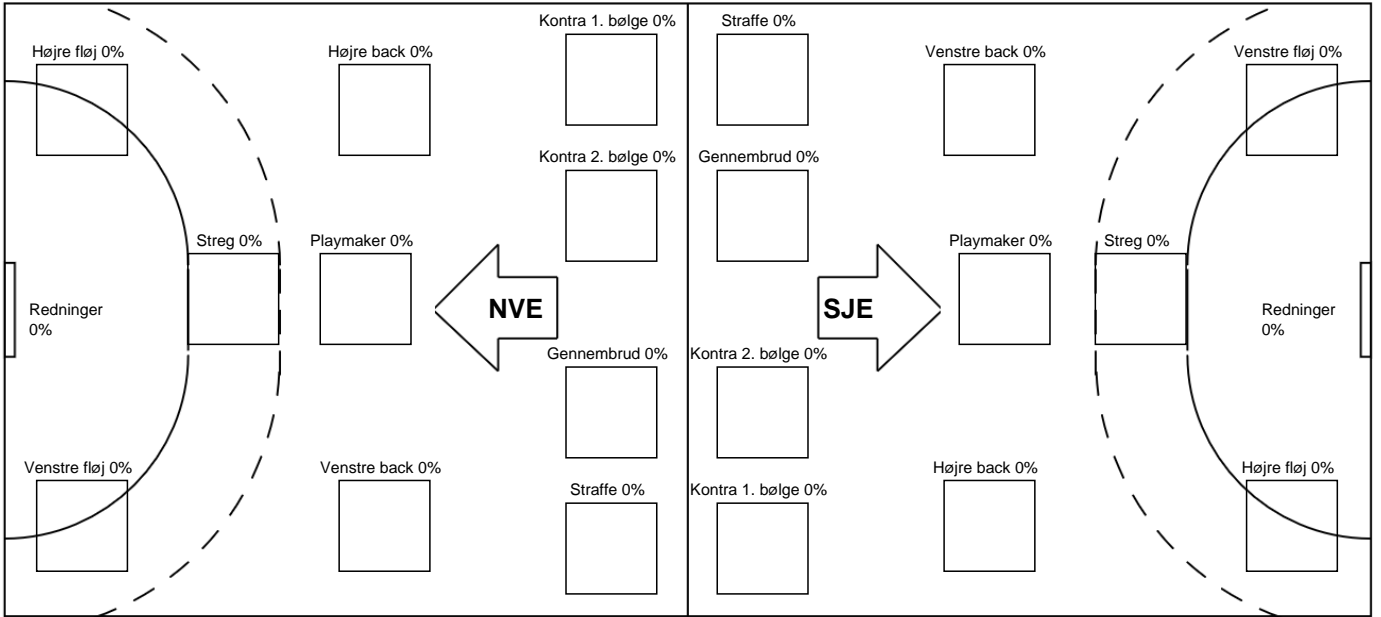 Kontra 1. bølge 0%
Straffe 0%
Højre fløj 0%
Højre back 0%
Venstre back 0%
Venstre fløj 0%
Kontra 2. bølge 0%
Gennembrud 0%
Streg 0%
Playmaker 0%
Playmaker 0%
Streg 0%
Redninger
0%
NVE
SJE
Redninger
0%
Gennembrud 0%
Kontra 2. bølge 0%
Venstre fløj 0%
Venstre back 0%
Højre back 0%
Højre fløj 0%
Straffe 0%
Kontra 1. bølge 0%